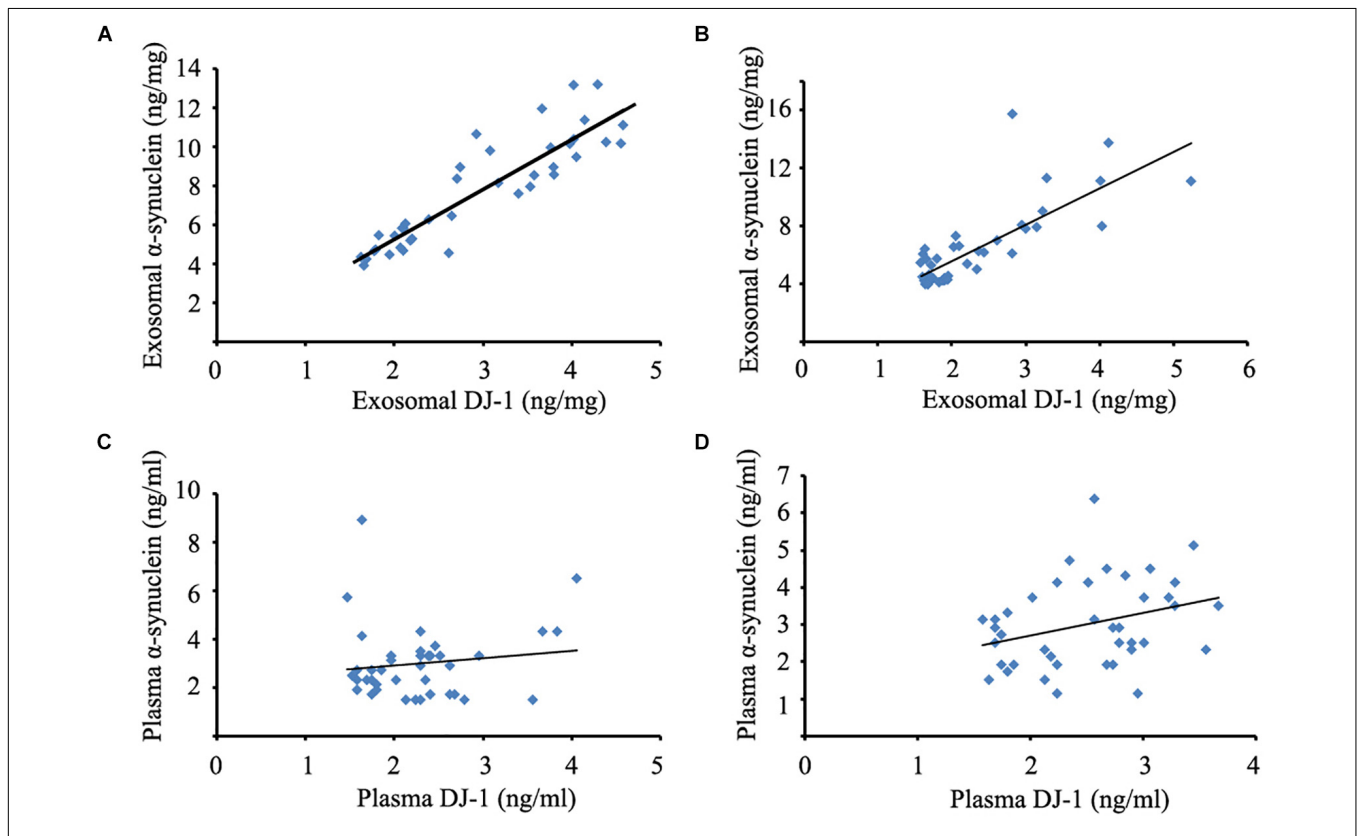 A
Exosomal α-synuclein (ng/mg)
14
12
10
8
6
4
2
0 1 2 3 4 5
Exosomal DJ-1 (ng/mg)
B
Exosomal α-synuclein (ng/mg)
16
12
8
4
0 1 2 3 4 5 6
Exosomal DJ-1 (ng/mg)
C
Plasma α-synuclein (ng/ml)
10
8
6
4
2
0 1 2 3 4 5
Plasma DJ-1 (ng/ml)
D
Plasma α-synuclein (ng/ml)
7
6
5
4
3
2
1
0 1 2 3 4
Plasma DJ-1 (ng/ml)